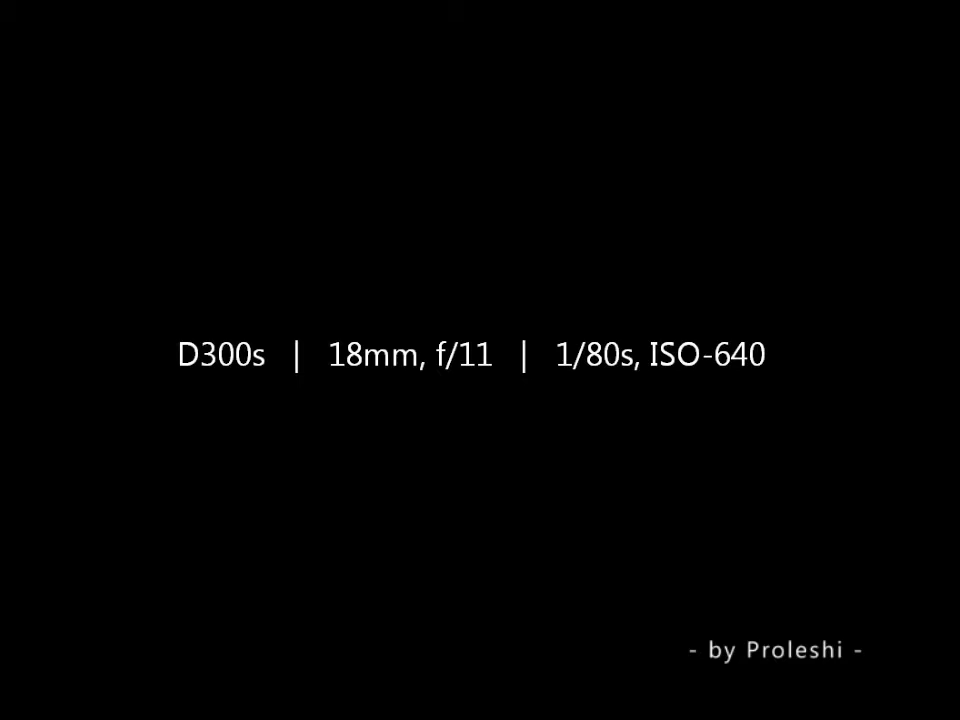 D300s | 18mm, f/11 | 1/80s, ISO-640
- by Proleshi -